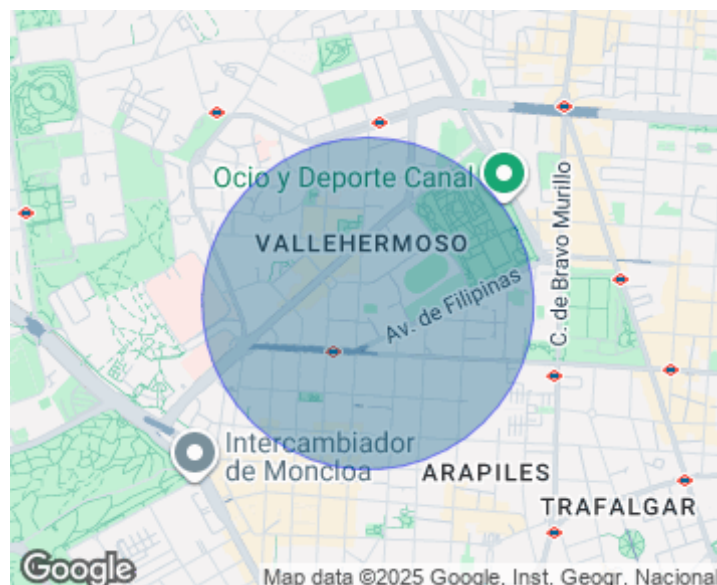 Ocio y Deporte Canal
VALLEHERMOSO
C. de Bravo Murillo
Av. de Filipinas
Intercambiador
de Moncloa
ARAPILES
TRAFALGAR
Google
Map data ©2025 Google, Inst. Geogr. Nacional